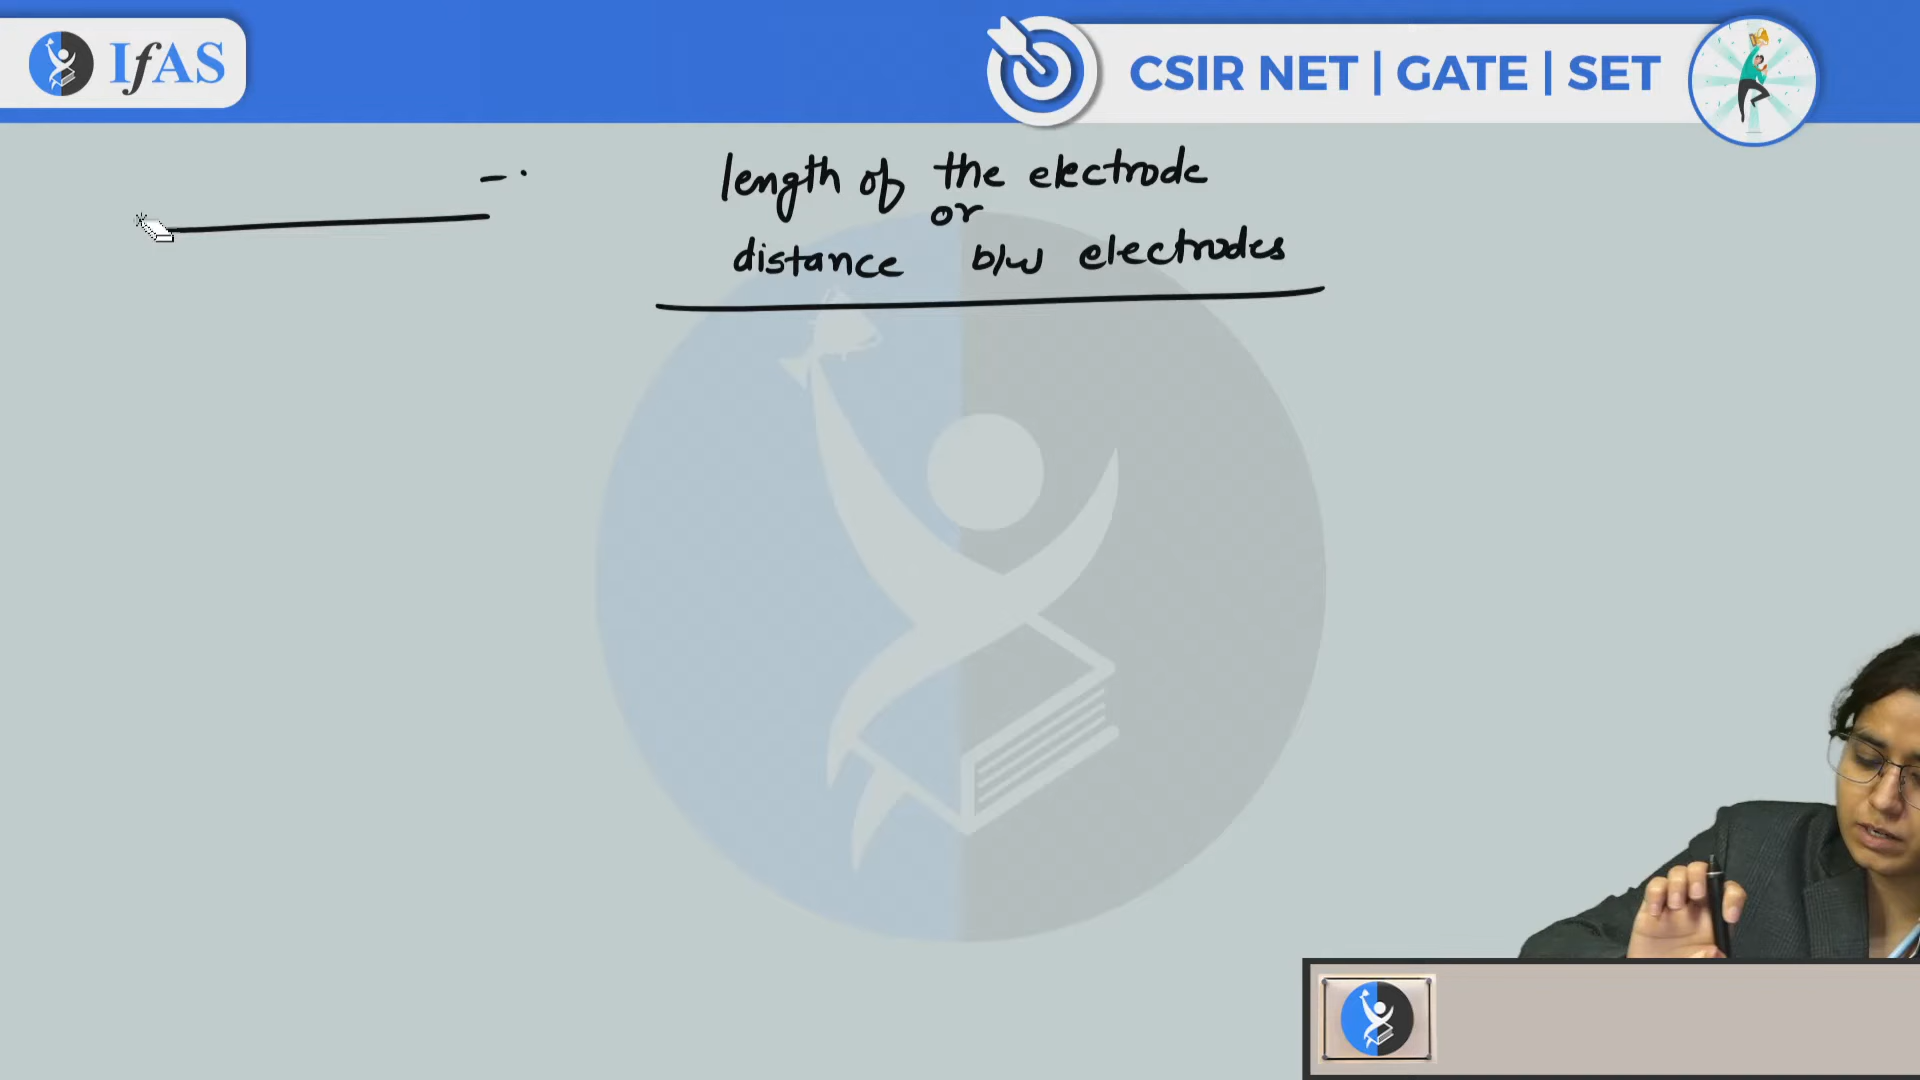 IfAS
CSIR NET | GATE | SET
length of the electrode
or
distance b/w electrodes